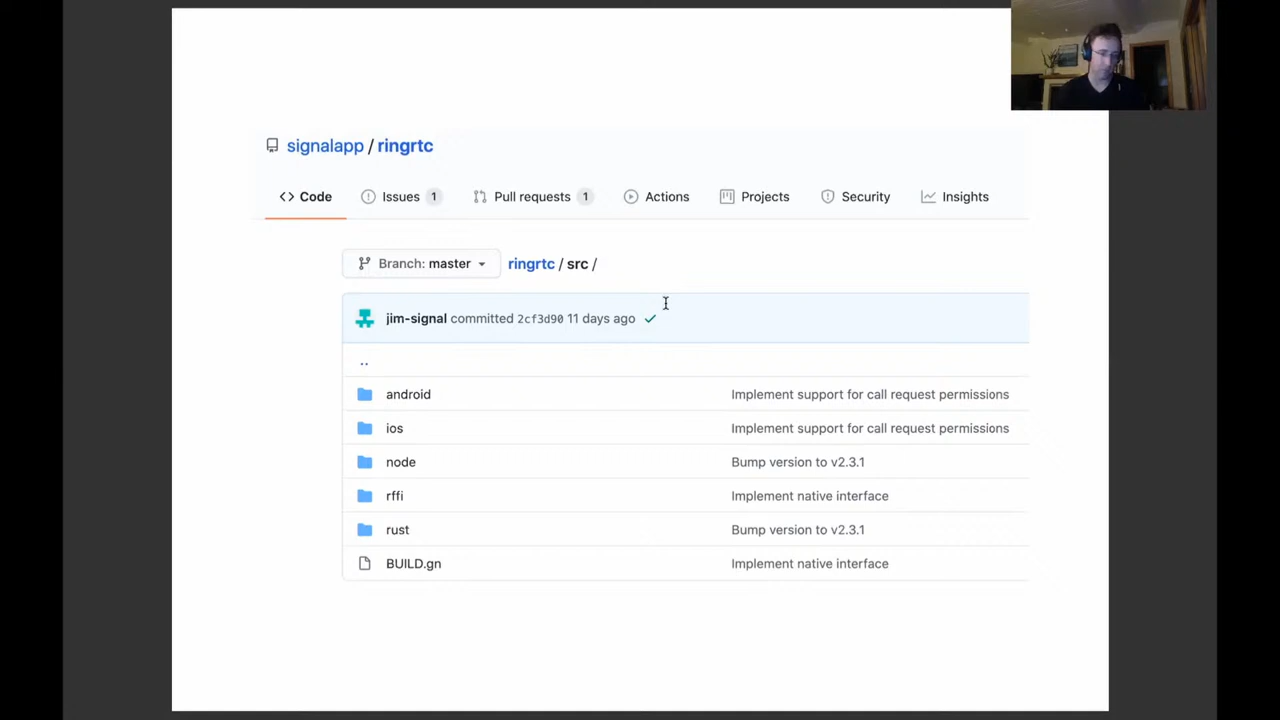 signalapp / ringrtc
<> Code Issues 1 Pull requests 1 Actions Projects Security Insights
Branch: master ringrtc / src /
jim-signal committed 2cf3d90 11 days ago
..
android Implement support for call request permissions
ios Implement support for call request permissions
node Bump version to v2.3.1
rffi Implement native interface
rust Bump version to v2.3.1
BUILD.gn Implement native interface